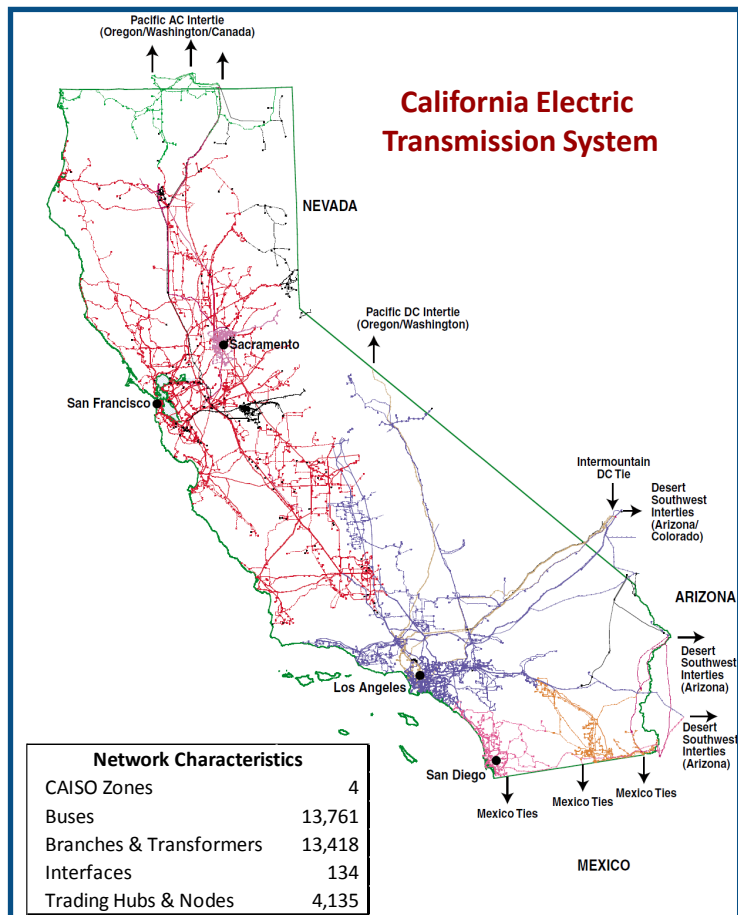 Pacific AC Intertie
(Oregon/Washington/Canada)
California Electric
Transmission System
NEVADA
Pacific DC Intertie
(Oregon/Washington)
Sacramento
San Francisco
Intermountain
DC Tie
Desert
Southwest
Interties
(Arizona/
Colorado)
ARIZONA
Desert
Southwest
Interties
(Arizona)
Los Angeles
Desert
Southwest
Interties
(Arizona)
San Diego
Mexico Ties
Mexico Ties
Mexico Ties
MEXICO
Network Characteristics
CAISO Zones 4
Buses 13,761
Branches & Transformers 13,418
Interfaces 134
Trading Hubs & Nodes 4,135